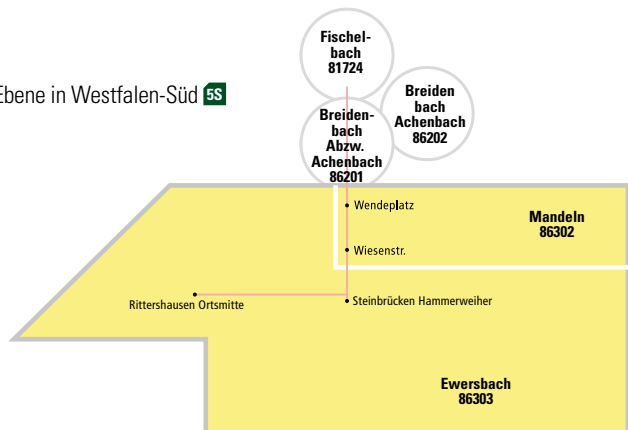 Fischel-
bach
81724
Ebene in Westfalen-Süd 5S
Breiden
bach
Achenbach
86202
Breiden-
bach
Abzw.
Achenbach
86201
Wendeplatz
Mandeln
86302
Wiesenstr.
Rittershausen Ortsmitte
Steinbrücken Hammerweiher
Ewersbach
86303